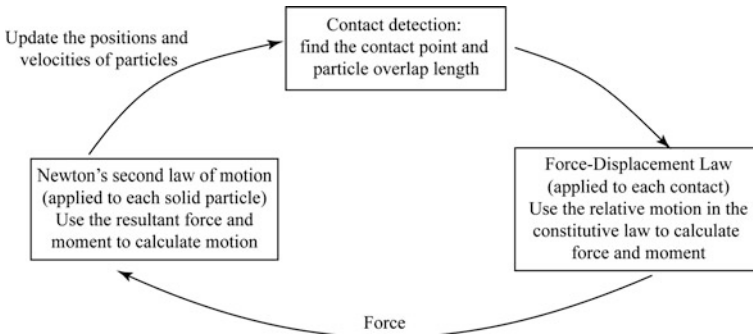 Update the positions and
velocities of particles
Contact detection:
find the contact point and
particle overlap length
Force-Displacement Law
(applied to each contact)
Use the relative motion in the
constitutive law to calculate
force and moment
Newton's second law of motion
(applied to each solid particle)
Use the resultant force and
moment to calculate motion
Force